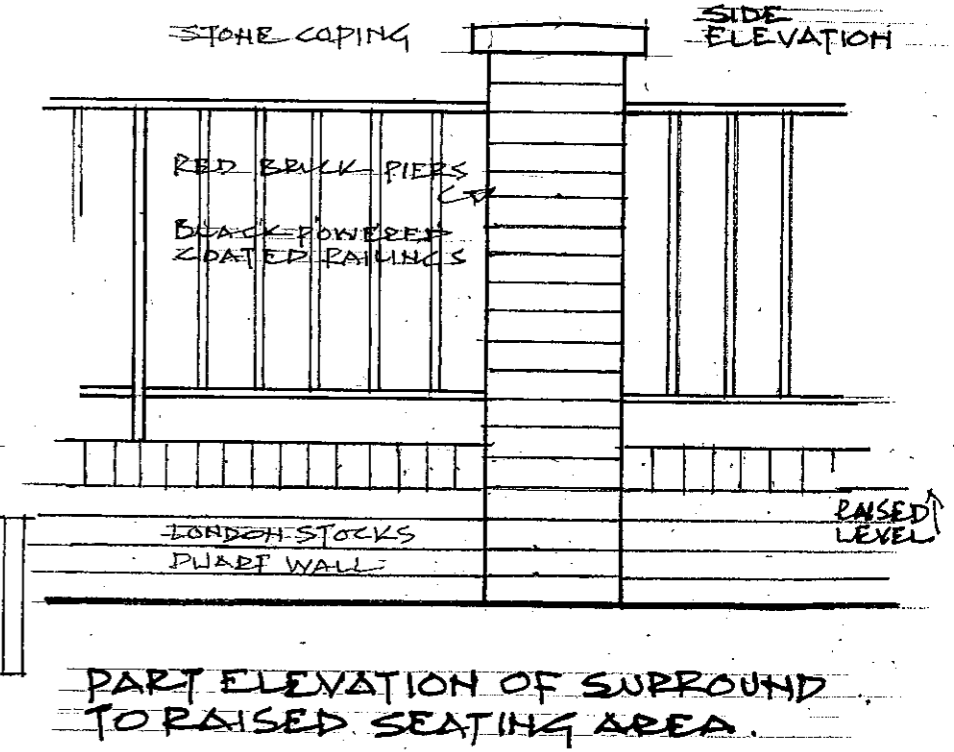 STONE COPING
SIDE
ELEVATION
RED BRICK PIERS
BLACK POWERED
COATED RAILINGS
RAISED
LEVEL
LONDON STOCKS
DWARF WALL
PART ELEVATION OF SURROUND
TO RAISED SEATING AREA.